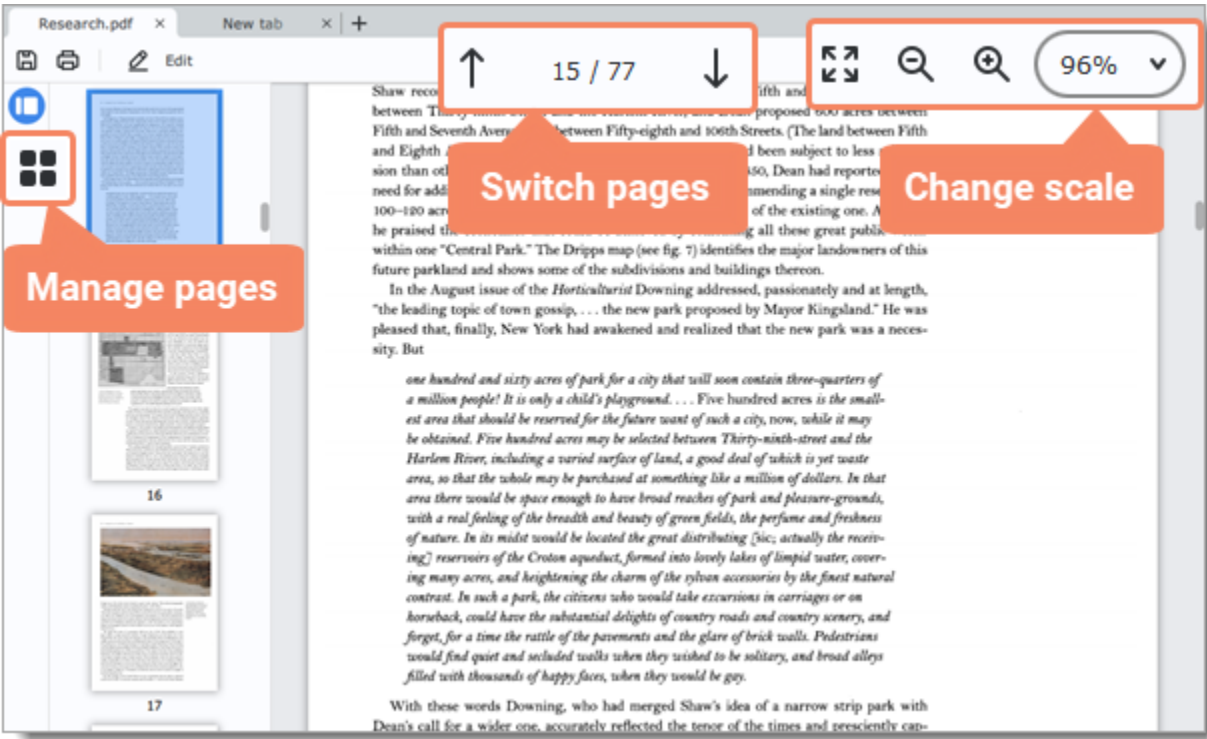 Research.pdf
New tab
Edit
15 / 77
96%
Switch pages
Change scale
Manage pages
16
17
Shaw
between
Fifth and Seventh between Fifty-eighth and 106th Streets. (The land between Fifth
and Eighth been subject to less
sion than Dean had reported
need for a single
100–120 of the existing one.
he praised the all these great public
within one “Central Park.” The Dripps map (see fig. 7) identifies the major landowners of this
future parkland and shows some of the subdivisions and buildings thereon.
In the August issue of the Horticulturist Downing addressed, passionately and at length,
“the leading topic of town gossip, . . . the new park proposed by Mayor Kingsland.” He was
pleased that, finally, New York had awakened and realized that the new park was a neces-
sity. But
one hundred and sixty acres of park for a city that will soon contain three-quarters of
a million people! It is only a child's playground. . . . Five hundred acres is the small-
est area that should be reserved for the future want of such a city, now, while it may
be obtained. Five hundred acres may be selected between Thirty-ninth-street and the
Harlem River, including a varied surface of land, a good deal of which is yet waste
area, so that the whole may be purchased at something like a million of dollars. In that
area there would be space enough to have broad reaches of park and pleasure-grounds,
with a real feeling of the breadth and beauty of green fields, the perfume and freshness
of nature. In its midst would be located the great distributing [sic; actually the receiv-
ing] reservoirs of the Croton aqueduct, formed into lovely lakes of limpid water, cover-
ing many acres, and heightening the charm of the sylvan accessories by the finest natural
contrast. In such a park, the citizens who would take excursions in carriages or on
horseback, could have the substantial delights of country roads and country scenery, and
forget, for a time the rattle of the pavements and the glare of brick walls. Pedestrians
would find quiet and secluded walks when they wished to be solitary, and broad alleys
filled with thousands of happy faces, when they would be gay.
With these words Downing, who had merged Shaw's idea of a narrow strip park with
Dean's call for a wider one, accurately reflected the tenor of the times and presciently cap-